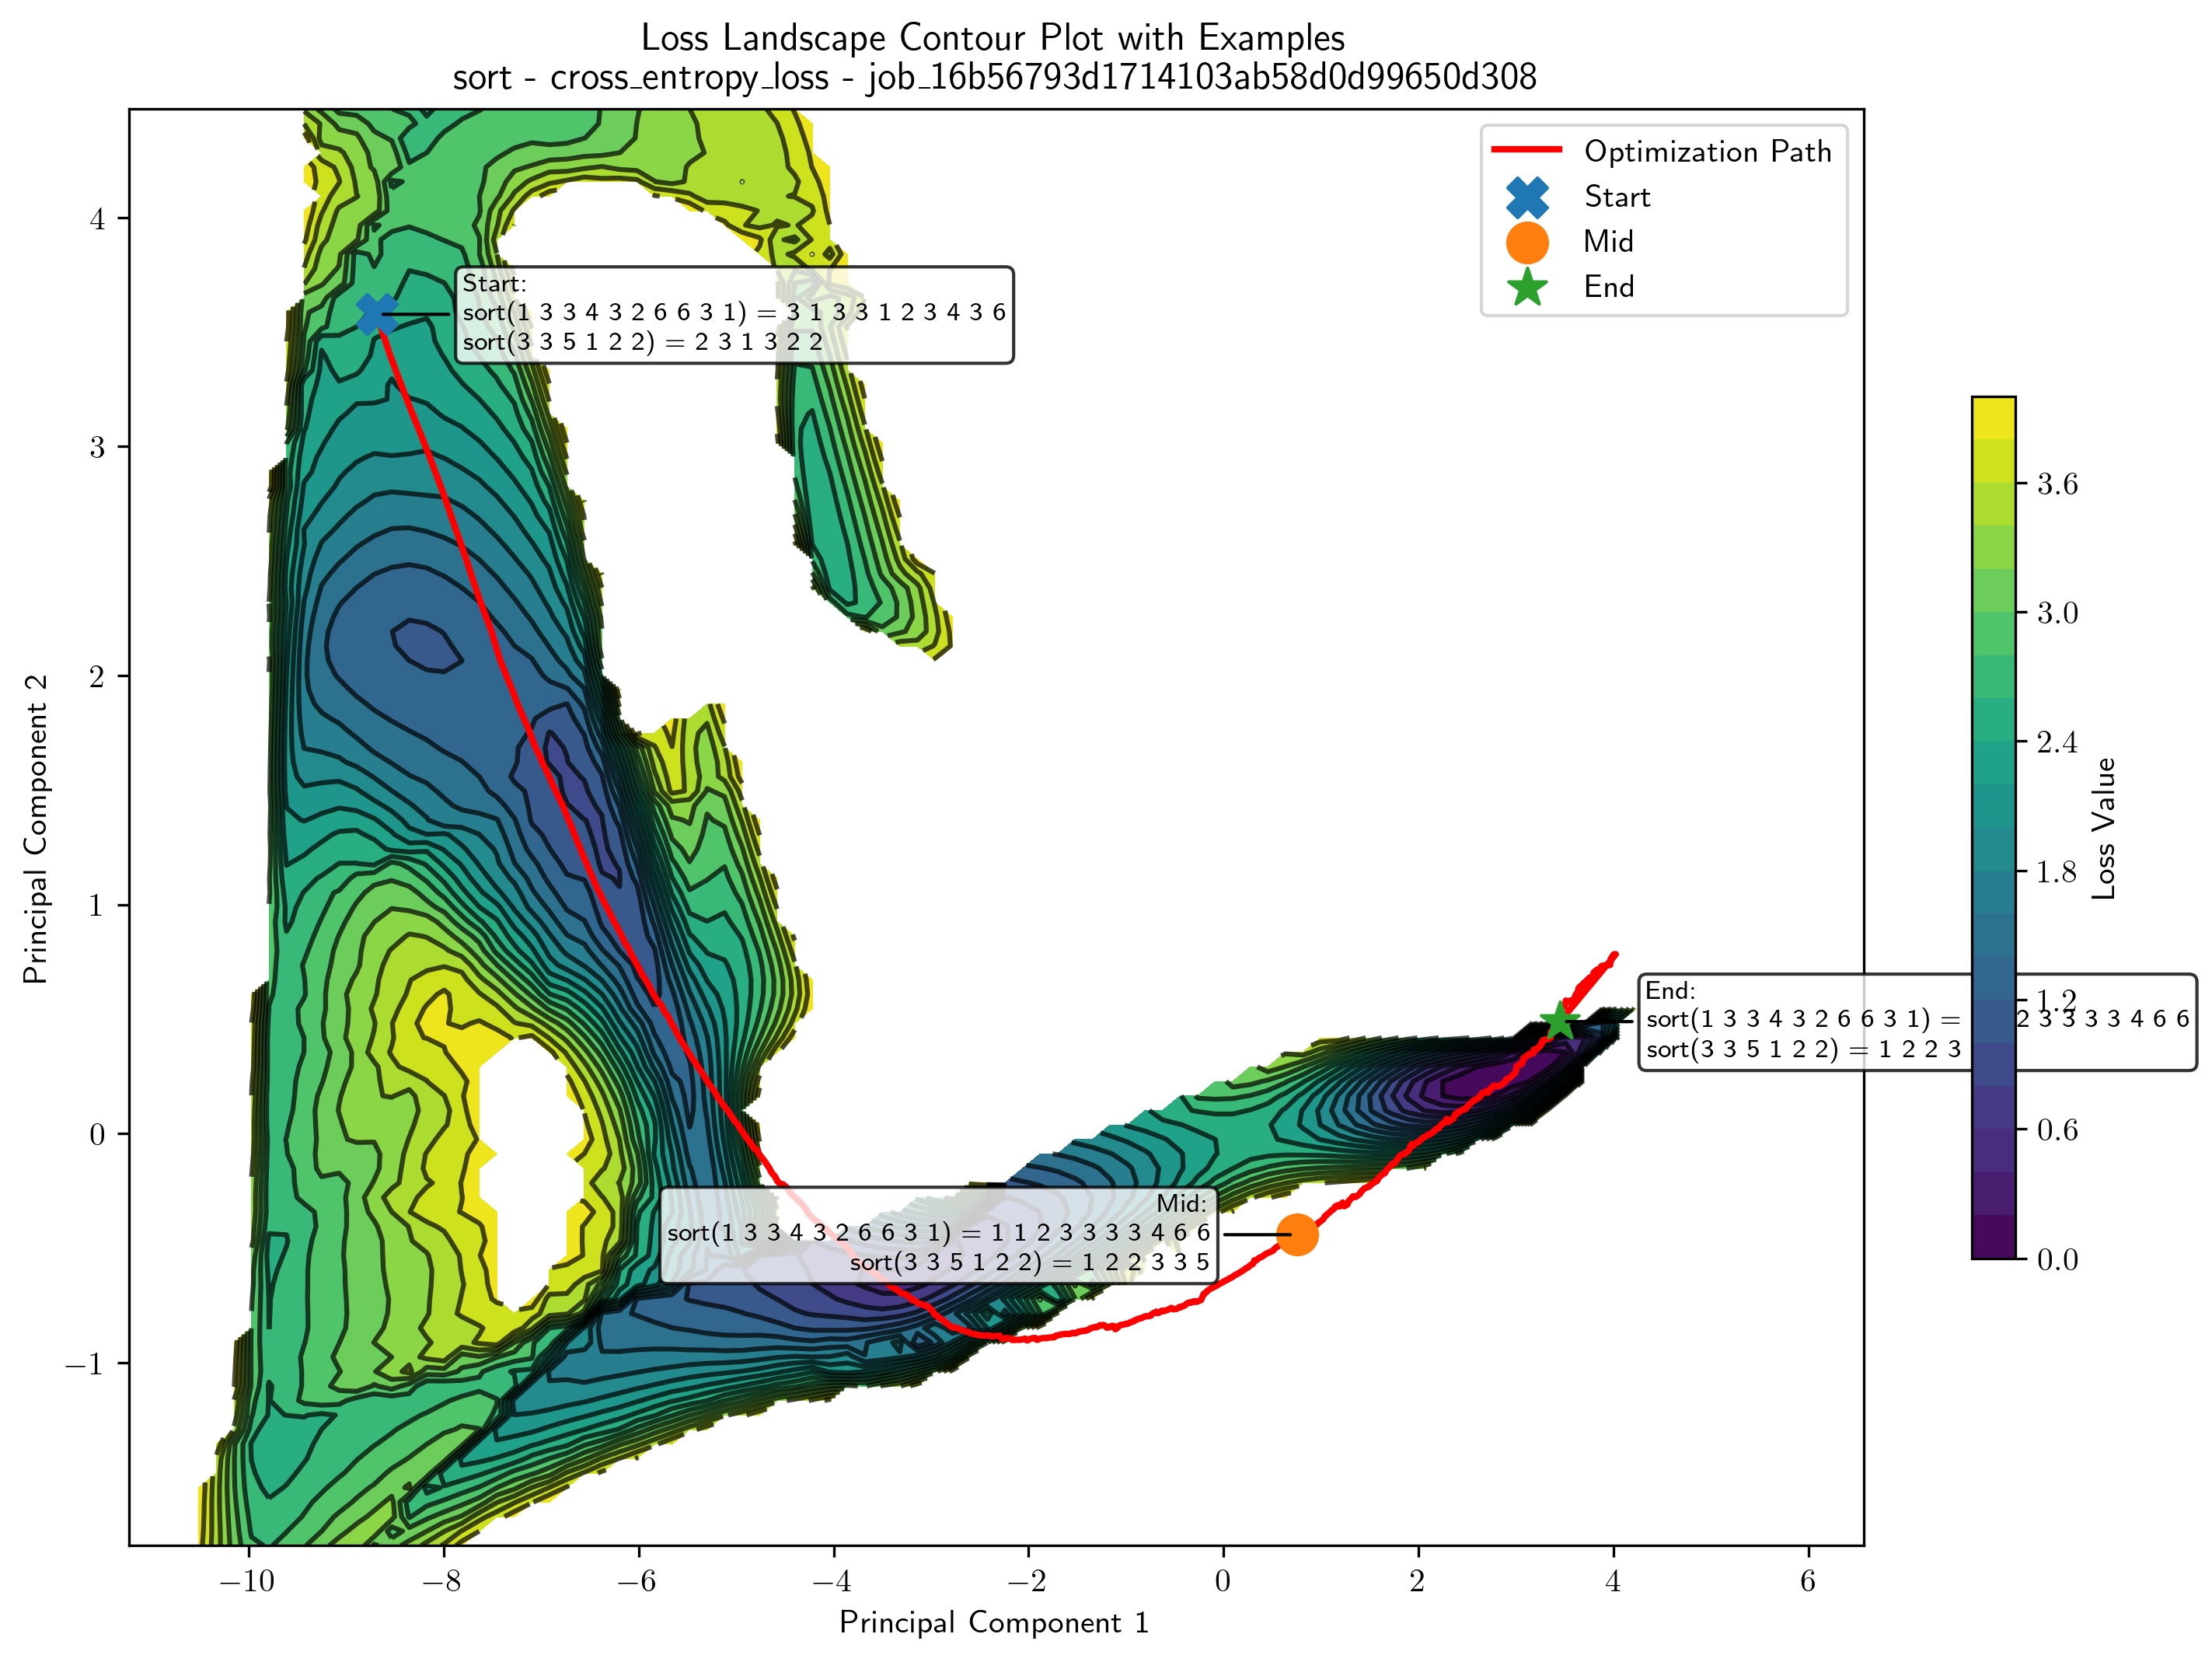 Loss Landscape Contour Plot with Examples
sort - cross_entropy_loss - job_16b56793d1714103ab58d0d99650d308
Optimization Path
Start
Mid
End
Start:
sort(1 3 3 4 3 2 6 6 3 1) = 3 1 3 3 1 2 3 4 3 6
sort(3 3 5 1 2 2) = 2 3 1 3 2 2
Mid:
sort(1 3 3 4 3 2 6 6 3 1) = 1 1 2 3 3 3 3 4 6 6
sort(3 3 5 1 2 2) = 1 2 2 3 3 5
End:
sort(1 3 3 4 3 2 6 6 3 1) = 2 3 3 3 3 4 6 6
sort(3 3 5 1 2 2) = 1 2 2 3
4
3
2
1
0
−1
Principal Component 2
−10
−8
−6
−4
−2
0
2
4
6
Principal Component 1
3.6
3.0
2.4
1.8
1.2
0.6
0.0
Loss Value